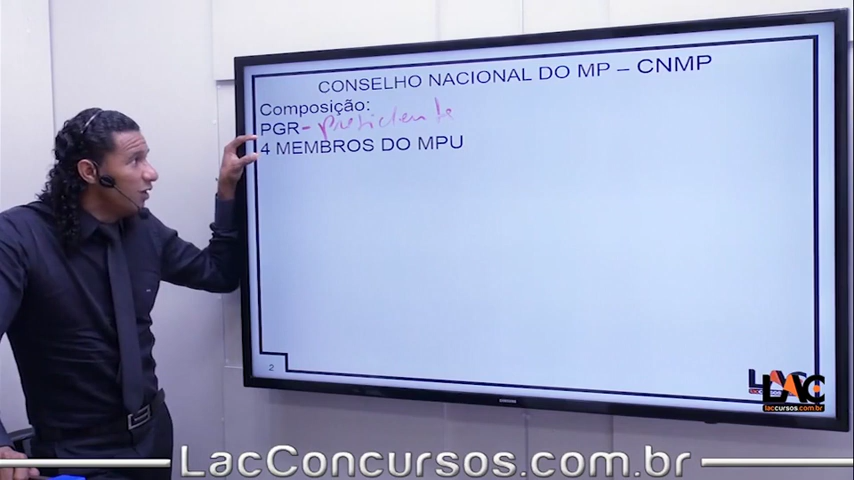 CONSELHO NACIONAL DO MP – CNMP
Composição:
PGR- presidente
4 MEMBROS DO MPU
2
LAC
laccursos.com.br
LacConcursos.com.br